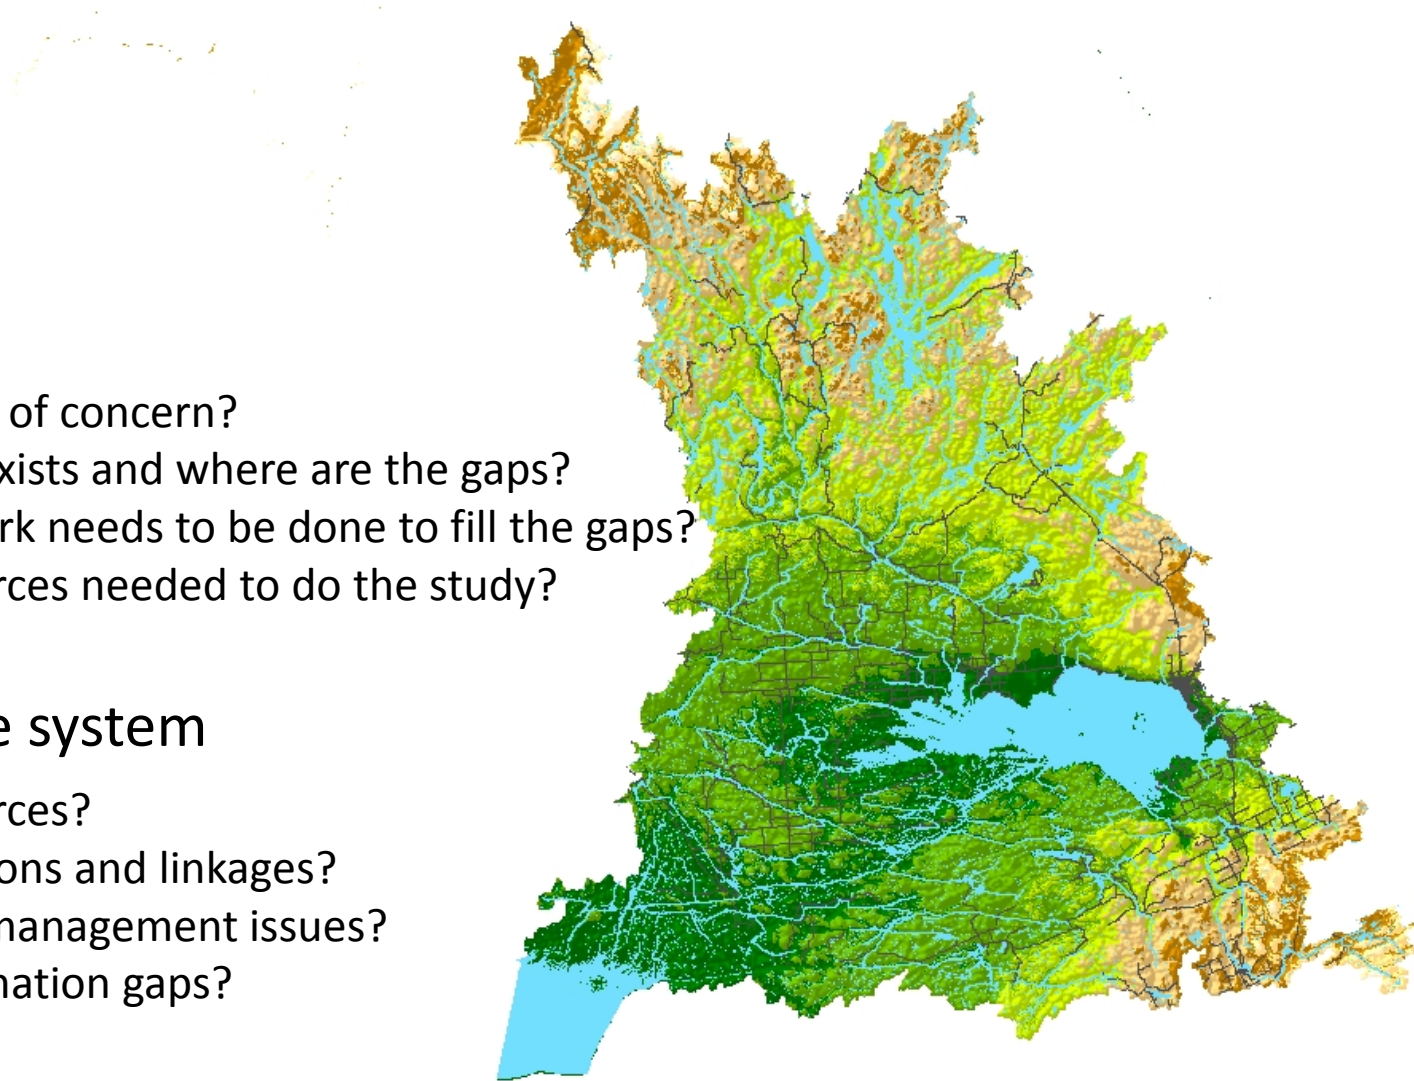 of concern?
xists and where are the gaps?
rk needs to be done to fill the gaps?
rces needed to do the study?
e system
rces?
ons and linkages?
management issues?
nation gaps?